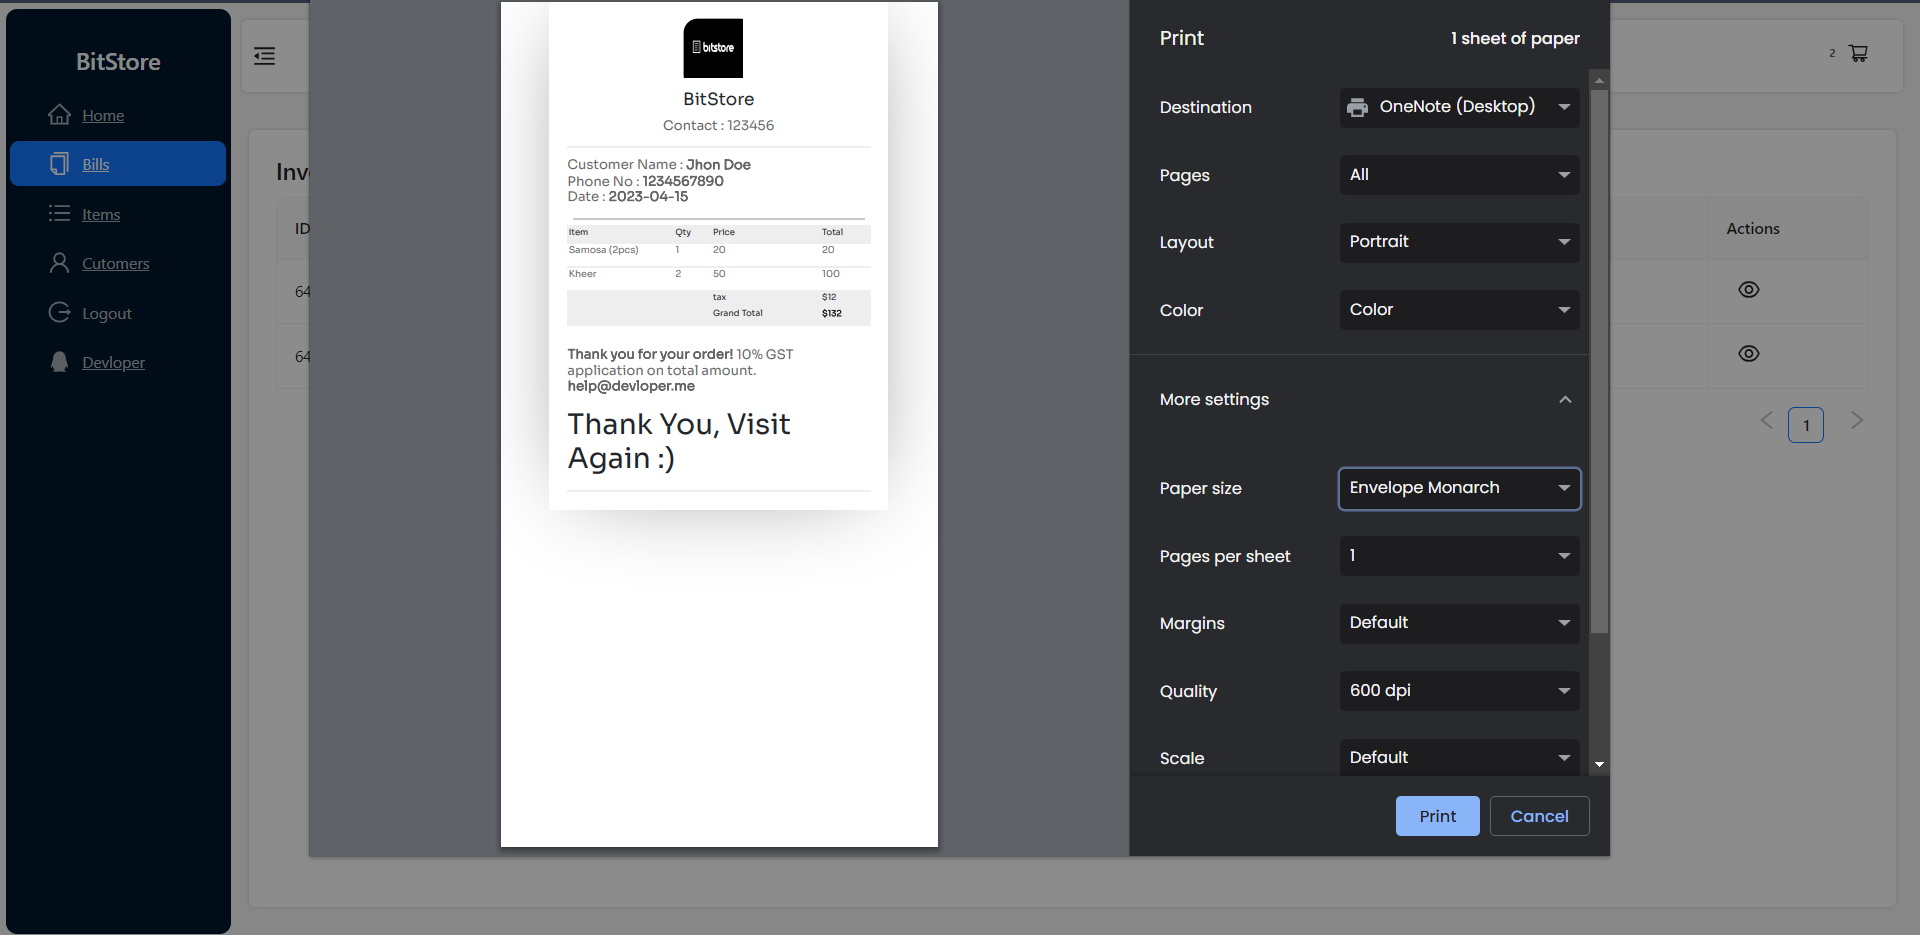 BitStore
Home
Bills
Items
Cutomers
Logout
Devloper
Inv
ID
64
64
bitstore
BitStore
Contact : 123456
Customer Name : Jhon Doe
Phone No : 1234567890
Date : 2023-04-15
Item Qty Price Total
Samosa (2pcs) 1 20 20
Kheer 2 50 100
tax $12
Grand Total $132
Thank you for your order! 10% GST
application on total amount.
help@devloper.me
Thank You, Visit
Again :)
Print 1 sheet of paper
Destination OneNote (Desktop)
Pages All
Layout Portrait
Color Color
More settings
Paper size Envelope Monarch
Pages per sheet 1
Margins Default
Quality 600 dpi
Scale Default
Print Cancel
2
Actions
1